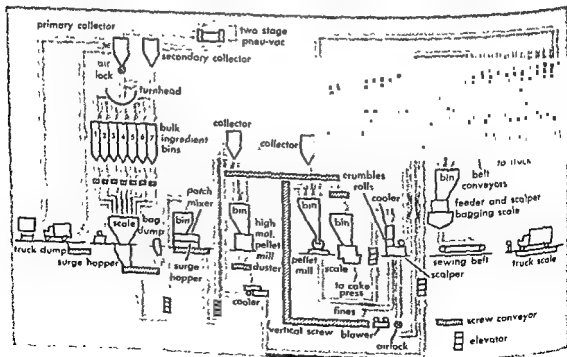 primary collector
two stage
pneu-vac
secondary collector
air
lock
turnhead
bulk
ingredient
bins
1 2 3 4 5 6 7
collector
collector
crumbles
rolls
cooler
to truck
belt
conveyors
bin
feeder and scalper
bagging scale
scale
bag
dump
patch
mixer
bin
bin
high
mol.
pellet
mill
duster
bin
bin
pellet
mill
scale
to cake
press
scalper
sewing belt
truck scale
truck dump
surge hopper
surge
hopper
cooler
fines
vertical screw
blower
airlock
screw conveyor
elevator